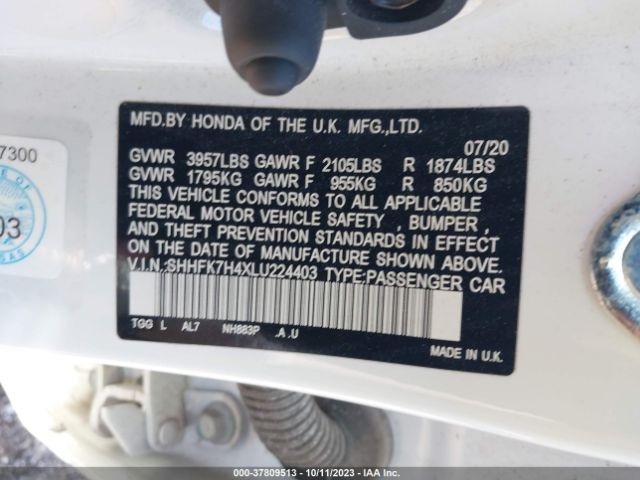 MFD.BY HONDA OF THE U.K. MFG.,LTD.
07/20
GVWR 3957LBS GAWR F 2105LBS R 1874LBS
GVWR 1795KG GAWR F 955KG R 850KG
THIS VEHICLE CONFORMS TO ALL APPLICABLE
FEDERAL MOTOR VEHICLE SAFETY , BUMPER ,
AND THEFT PREVENTION STANDARDS IN EFFECT
ON THE DATE OF MANUFACTURE SHOWN ABOVE.
V.I.N.:SHHFK7H4XLU224403 TYPE:PASSENGER CAR
TGG L AL7 NH883P .A .U
MADE IN U.K.
7300
03
000-37809513 - 10/11/2023 - IAA Inc.